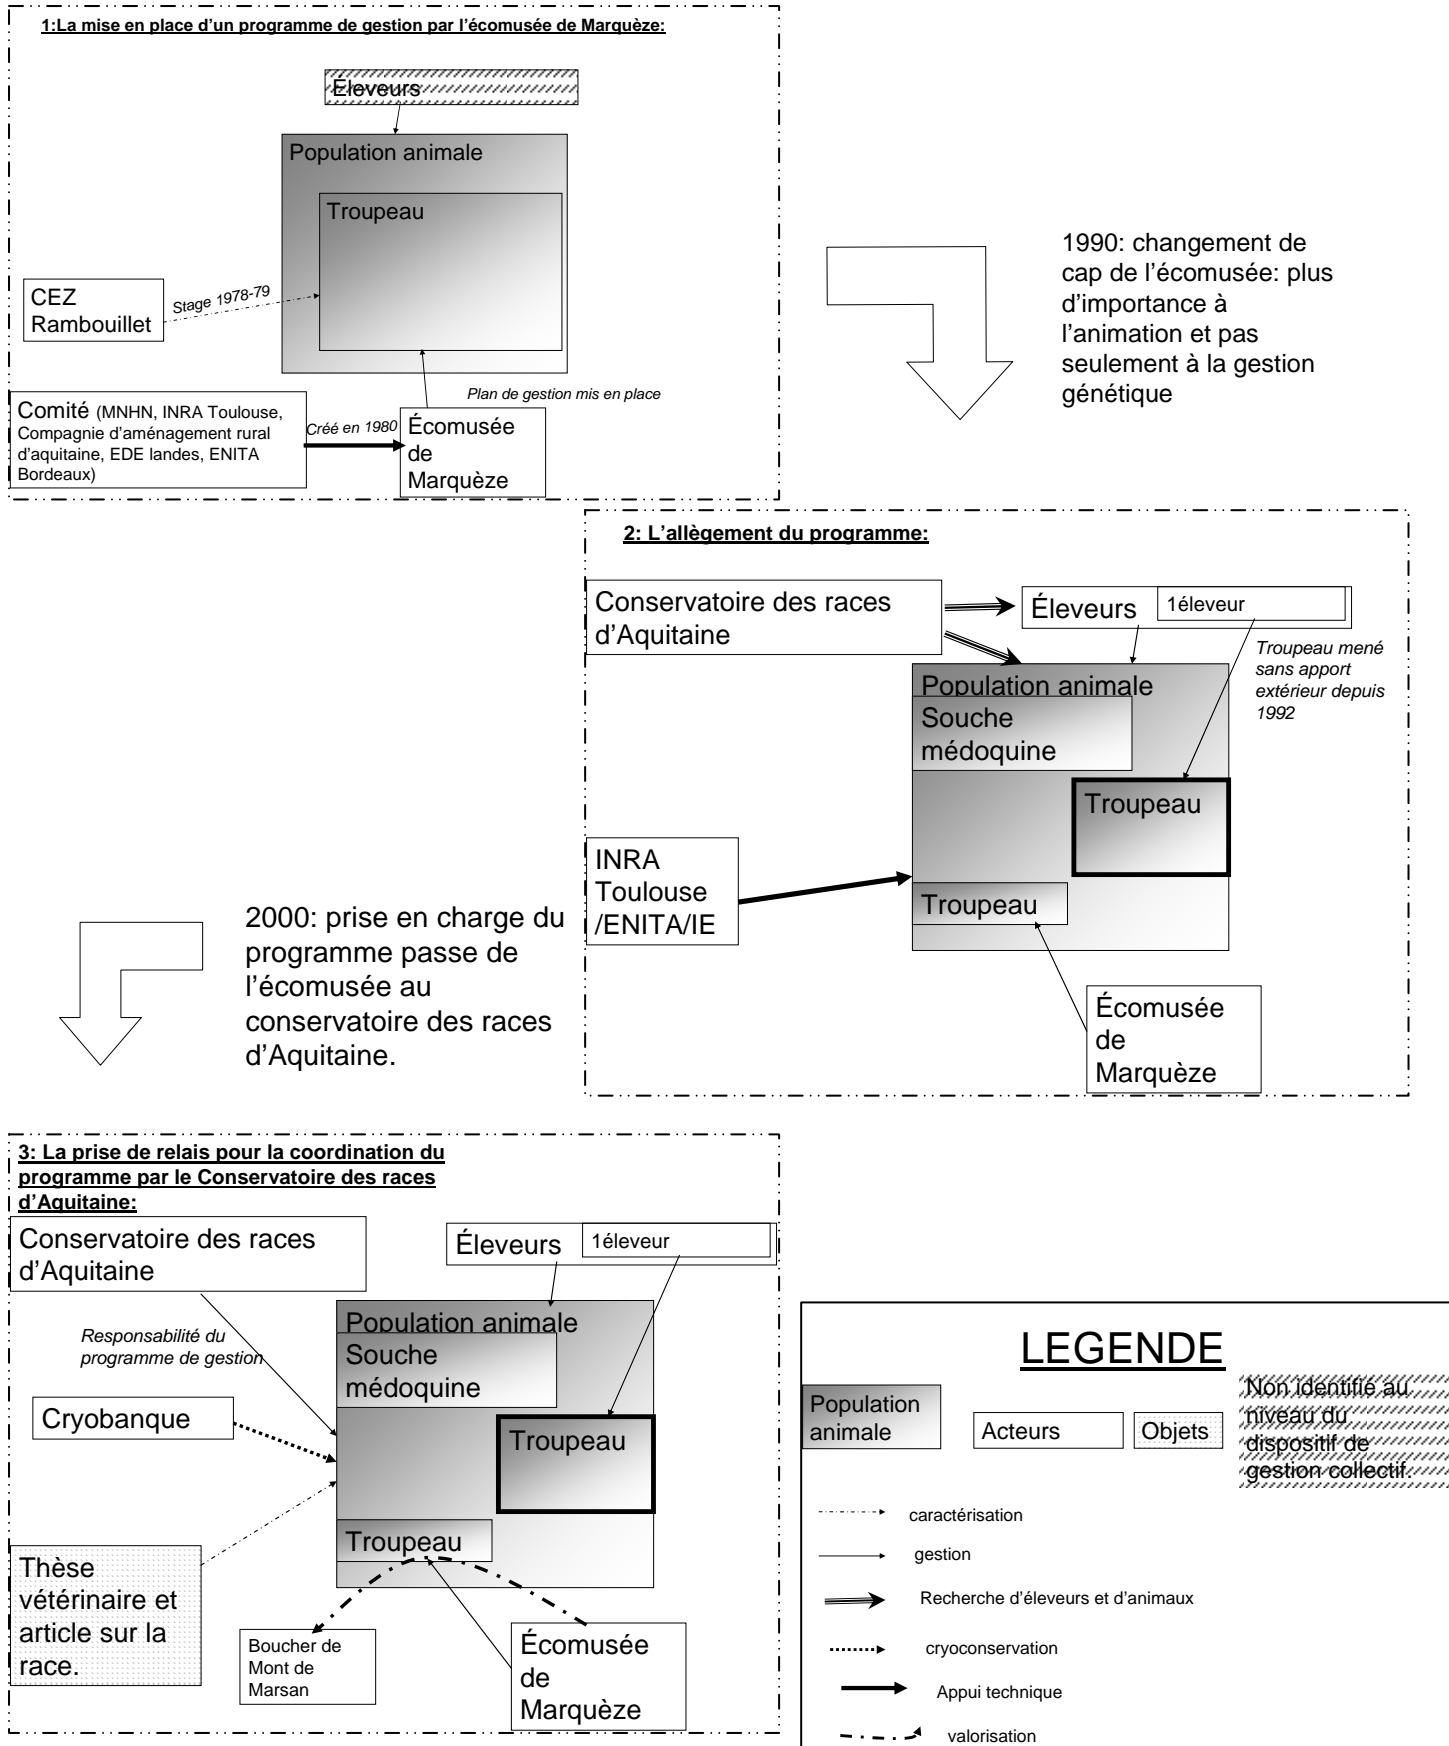 1:La mise en place d'un programme de gestion par l'écomusée de Marquèze:
Éleveurs
Population animale
Troupeau
CEZ
Rambouillet
Stage 1978-79
Comité (MNHN, INRA Toulouse,
Compagnie d'aménagement rural
d'aquitaine, EDE landes, ENITA
Bordeaux)
Créé en 1980
Plan de gestion mis en place
Écomusée
de
Marquèze
1990: changement de
cap de l'écomusée: plus
d'importance à
l'animation et pas
seulement à la gestion
génétique
2: L'allègement du programme:
Conservatoire des races
d'Aquitaine
Éleveurs
1éleveur
Troupeau mené
sans apport
extérieur depuis
1992
Population animale
Souche
médoquine
Troupeau
INRA
Toulouse
/ENITA/IE
Troupeau
Écomusée
de
Marquèze
2000: prise en charge du
programme passe de
l'écomusée au
conservatoire des races
d'Aquitaine.
3: La prise de relais pour la coordination du
programme par le Conservatoire des races
d'Aquitaine:
Conservatoire des races
d'Aquitaine
Éleveurs
1éleveur
Responsabilité du
programme de gestion
Population animale
Souche
médoquine
Cryobanque
Troupeau
Troupeau
Thèse
vétérinaire et
article sur la
race.
Boucher de
Mont de
Marsan
Écomusée
de
Marquèze
LEGENDE
Population
animale
Acteurs
Objets
Non identifié au
niveau du
dispositif de
gestion collectif.
caractérisation
gestion
Recherche d'éleveurs et d'animaux
cryoconservation
Appui technique
valorisation